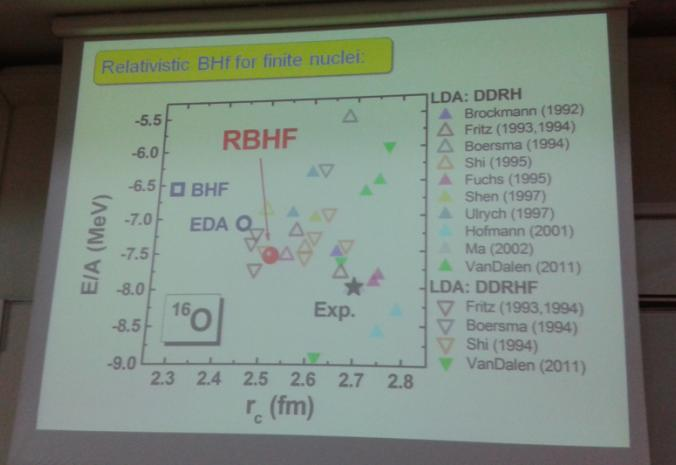 Relativistic BHf for finite nuclei:
LDA: DDRH
Brockmann (1992)
Fritz (1993,1994)
Boersma (1994)
Shi (1995)
Fuchs (1995)
Shen (1997)
Ulrych (1997)
Hofmann (2001)
Ma (2002)
VanDalen (2011)
LDA: DDRHF
Fritz (1993,1994)
Boersma (1994)
Shi (1994)
VanDalen (2011)
E/A (MeV)
-5.5
-6.0
-6.5
-7.0
-7.5
-8.0
-8.5
-9.0
RBHF
BHF
EDA
Exp.
16O
2.3 2.4 2.5 2.6 2.7 2.8
rc (fm)